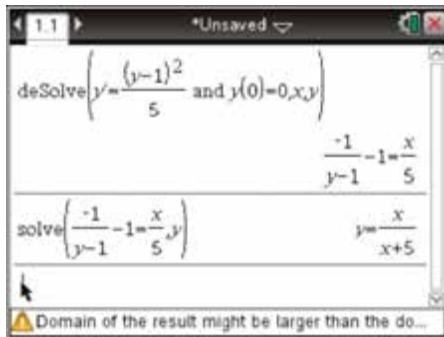 1.1 *Unsaved
deSolve(y'=(y-1)^2/5 and y(0)=0,x,y)
-1/(y-1)-1=x/5
solve(-1/(y-1)-1=x/5,y) y=x/(x+5)
Domain of the result might be larger than the do...